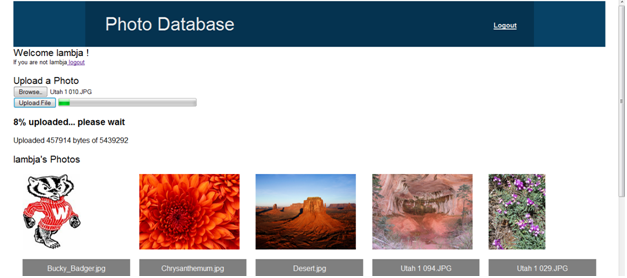 Photo Database
Logout
Welcome lambja !
If you are not lambja,logout
Upload a Photo
Browse.. Utah 1 010.JPG
Upload File
8% uploaded... please wait
Uploaded 457914 bytes of 5439292
lambja's Photos
W
Bucky_Badger.jpg Chrysanthemum.jpg Desert.jpg Utah 1 094.JPG Utah 1 029.JPG